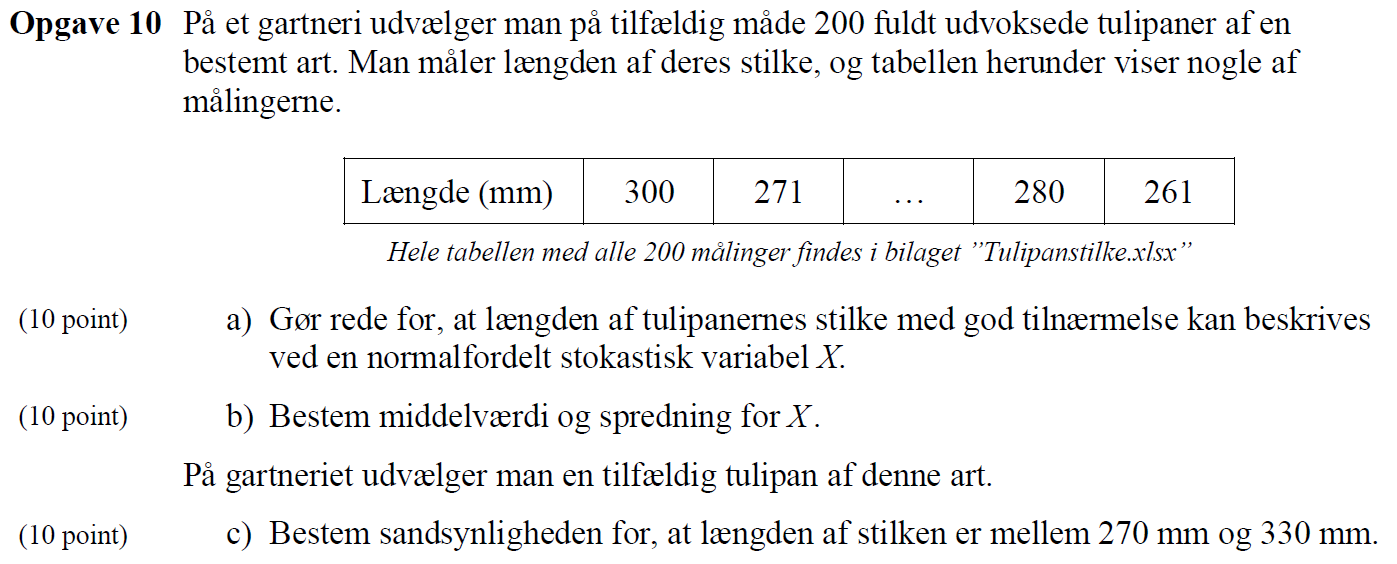 Opgave 10 På et gartneri udvælger man på tilfældig måde 200 fuldt udvoksede tulipaner af en
bestemt art. Man måler længden af deres stilke, og tabellen herunder viser nogle af
målingerne.
Længde (mm) 300 271 … 280 261
Hele tabellen med alle 200 målinger findes i bilaget ”Tulipanstilke.xlsx”
(10 point) a) Gør rede for, at længden af tulipanernes stilke med god tilnærmelse kan beskrives
ved en normalfordelt stokastisk variabel X.
(10 point) b) Bestem middelværdi og spredning for X.
På gartneriet udvælger man en tilfældig tulipan af denne art.
(10 point) c) Bestem sandsynligheden for, at længden af stilken er mellem 270 mm og 330 mm.